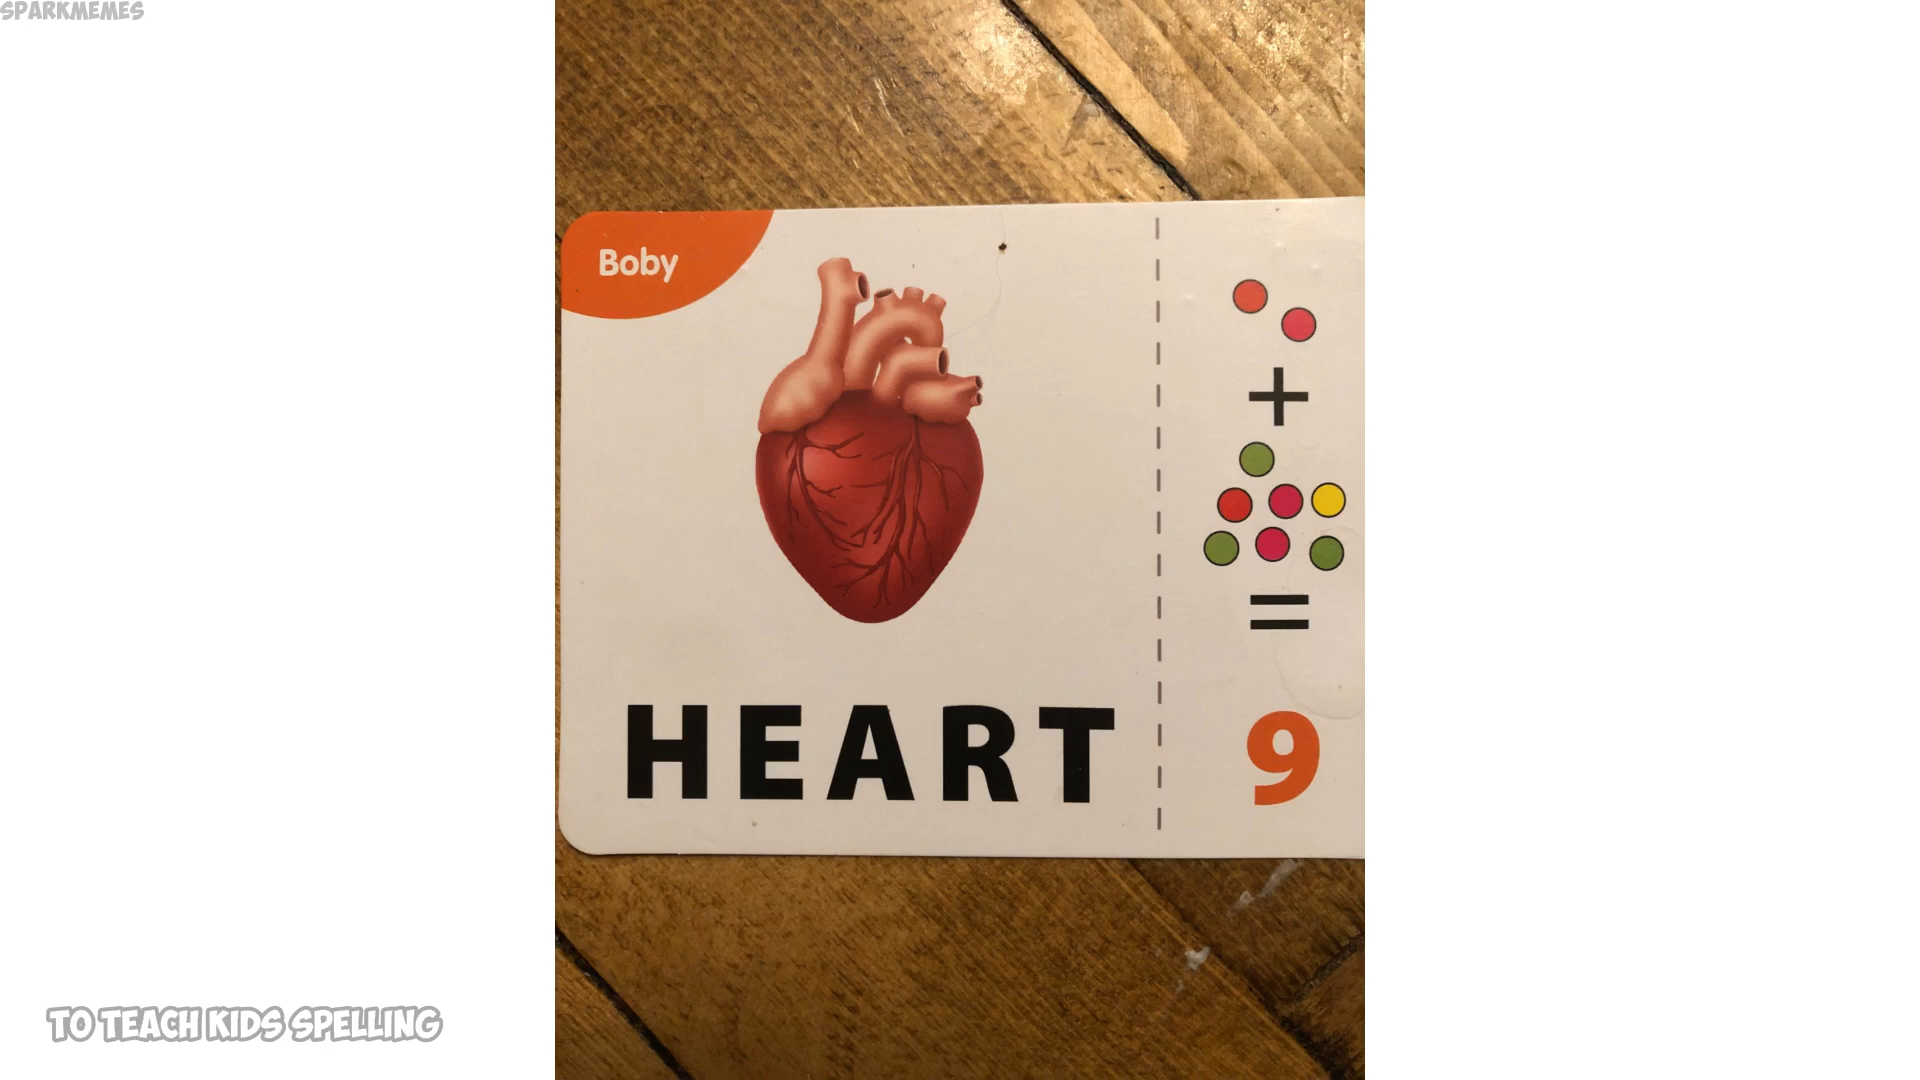 SPARKMEMES
Boby
HEART
+
=
9
TO TEACH KIDS SPELLING